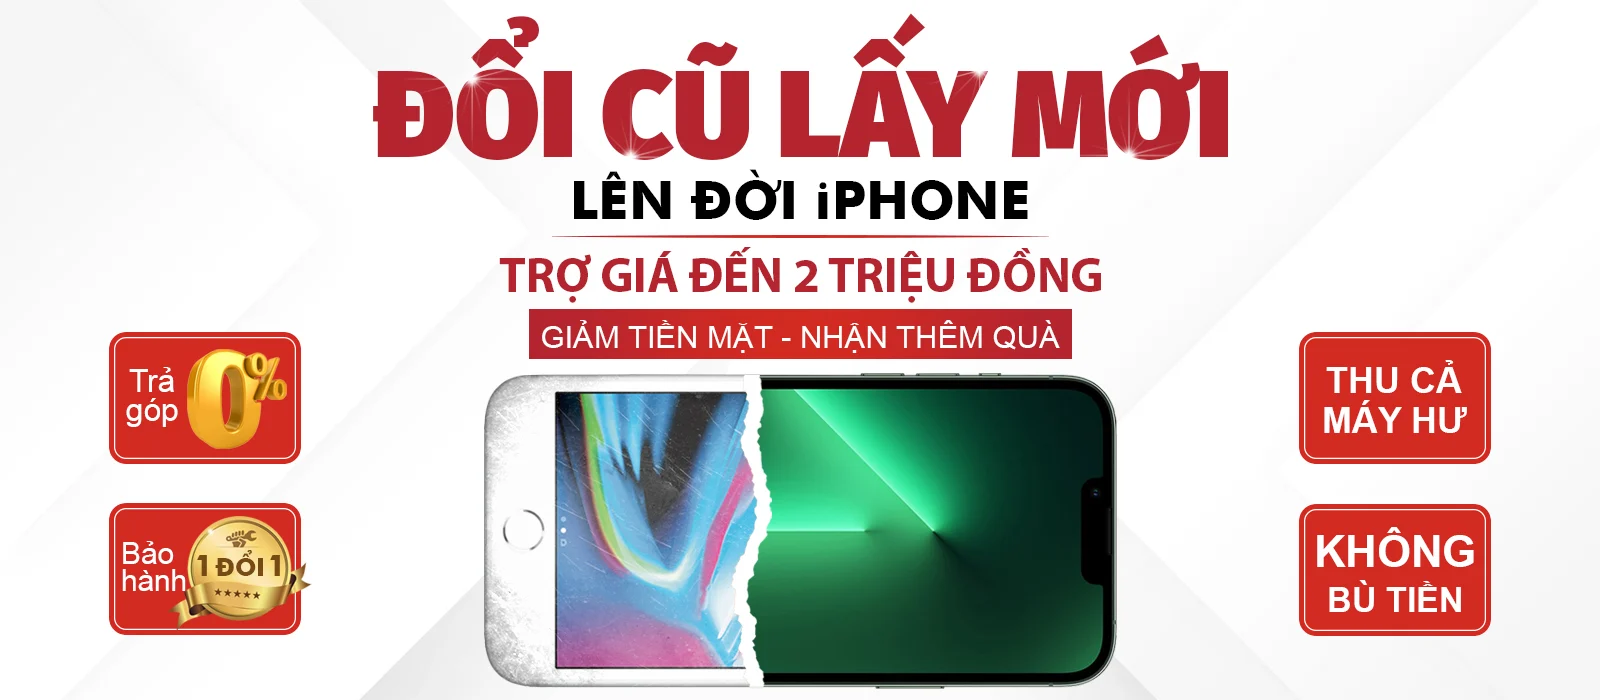 ĐỔI CŨ LẤY MỚI
LÊN ĐỜI iPHONE
TRỢ GIÁ ĐẾN 2 TRIỆU ĐỒNG
GIẢM TIỀN MẶT - NHẬN THÊM QUÀ
Trả
góp
0%
Bảo
hành
1 ĐỔI 1
THU CẢ
MÁY HƯ
KHÔNG
BÙ TIỀN